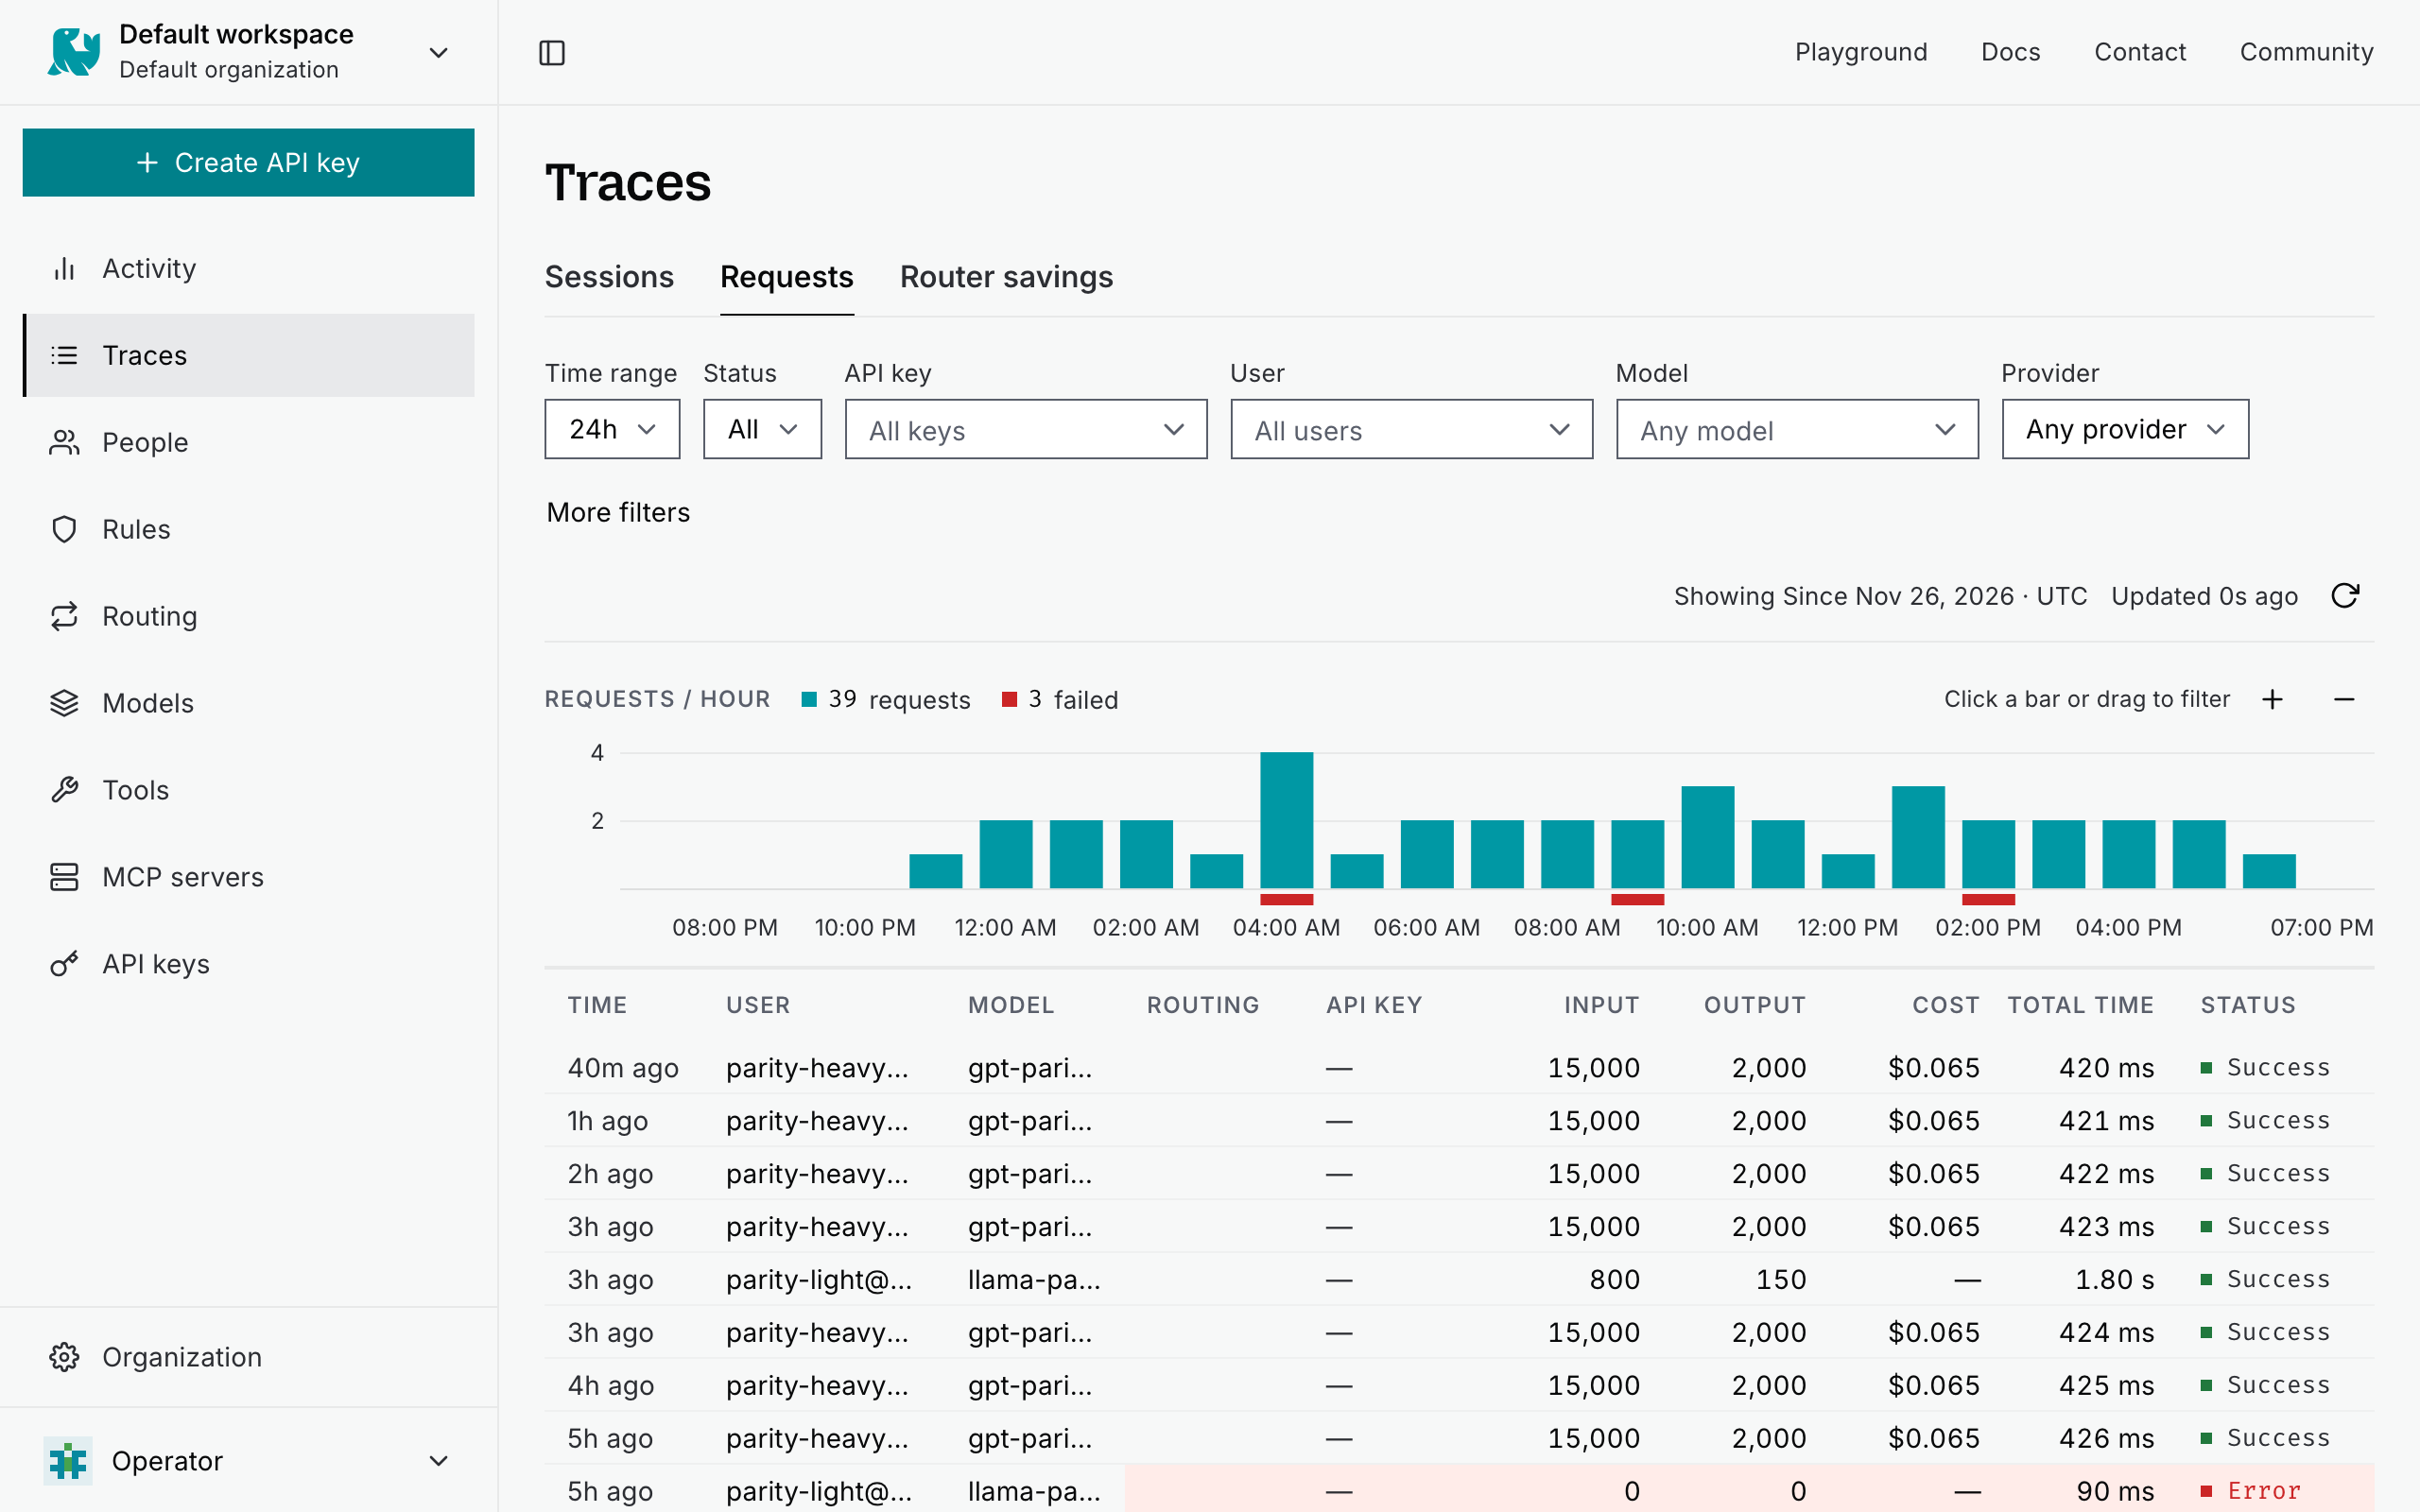 Default workspace
Default organization
Playground Docs Contact Community
Create API key
Activity
Traces
People
Rules
Routing
Models
Tools
MCP servers
API keys
Organization
Operator
Traces
Sessions Requests Router savings
Time range Status API key User Model Provider
24h All All keys All users Any model Any provider
More filters
Showing Since Nov 26, 2026 · UTC Updated 0s ago
REQUESTS / HOUR 39 requests 3 failed Click a bar or drag to filter
4
2
08:00 PM 10:00 PM 12:00 AM 02:00 AM 04:00 AM 06:00 AM 08:00 AM 10:00 AM 12:00 PM 02:00 PM 04:00 PM 07:00 PM
TIME USER MODEL ROUTING API KEY INPUT OUTPUT COST TOTAL TIME STATUS
40m ago parity-heavy... gpt-pari... — 15,000 2,000 $0.065 420 ms Success
1h ago parity-heavy... gpt-pari... — 15,000 2,000 $0.065 421 ms Success
2h ago parity-heavy... gpt-pari... — 15,000 2,000 $0.065 422 ms Success
3h ago parity-heavy... gpt-pari... — 15,000 2,000 $0.065 423 ms Success
3h ago parity-light@... llama-pa... — 800 150 — 1.80 s Success
3h ago parity-heavy... gpt-pari... — 15,000 2,000 $0.065 424 ms Success
4h ago parity-heavy... gpt-pari... — 15,000 2,000 $0.065 425 ms Success
5h ago parity-heavy... gpt-pari... — 15,000 2,000 $0.065 426 ms Success
5h ago parity-light@... llama-pa... — 0 0 — 90 ms Error